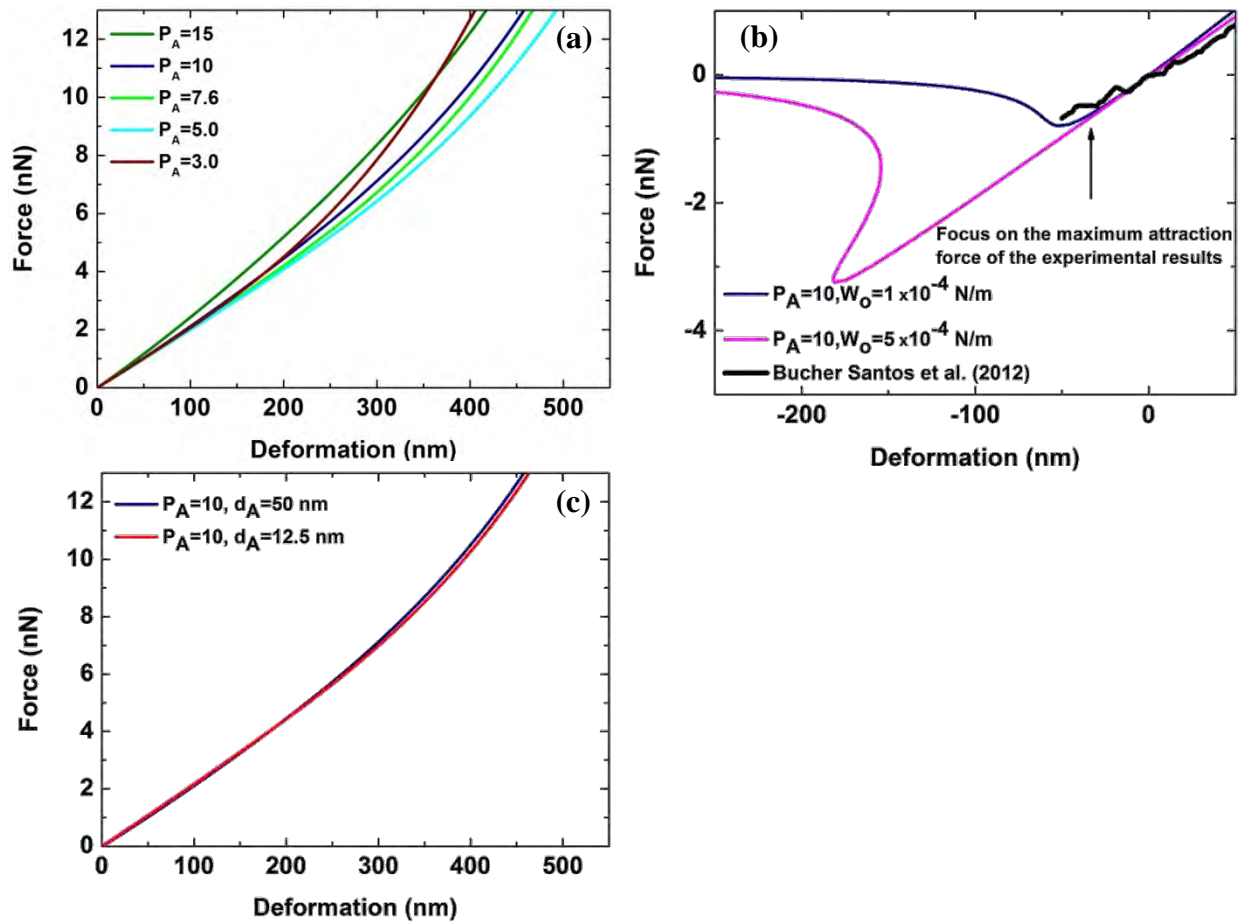 (a)
P_A=15
P_A=10
P_A=7.6
P_A=5.0
P_A=3.0
12
10
8
6
4
2
0
Force (nN)
0 100 200 300 400 500
Deformation (nm)
(b)
0
-2
-4
Force (nN)
Focus on the maximum attraction
force of the experimental results
P_A=10,W_o=1 x10^-4 N/m
P_A=10,W_o=5 x10^-4 N/m
Bucher Santos et al. (2012)
-200 -100 0
Deformation (nm)
(c)
P_A=10, d_A=50 nm
P_A=10, d_A=12.5 nm
12
10
8
6
4
2
0
Force (nN)
0 100 200 300 400 500
Deformation (nm)